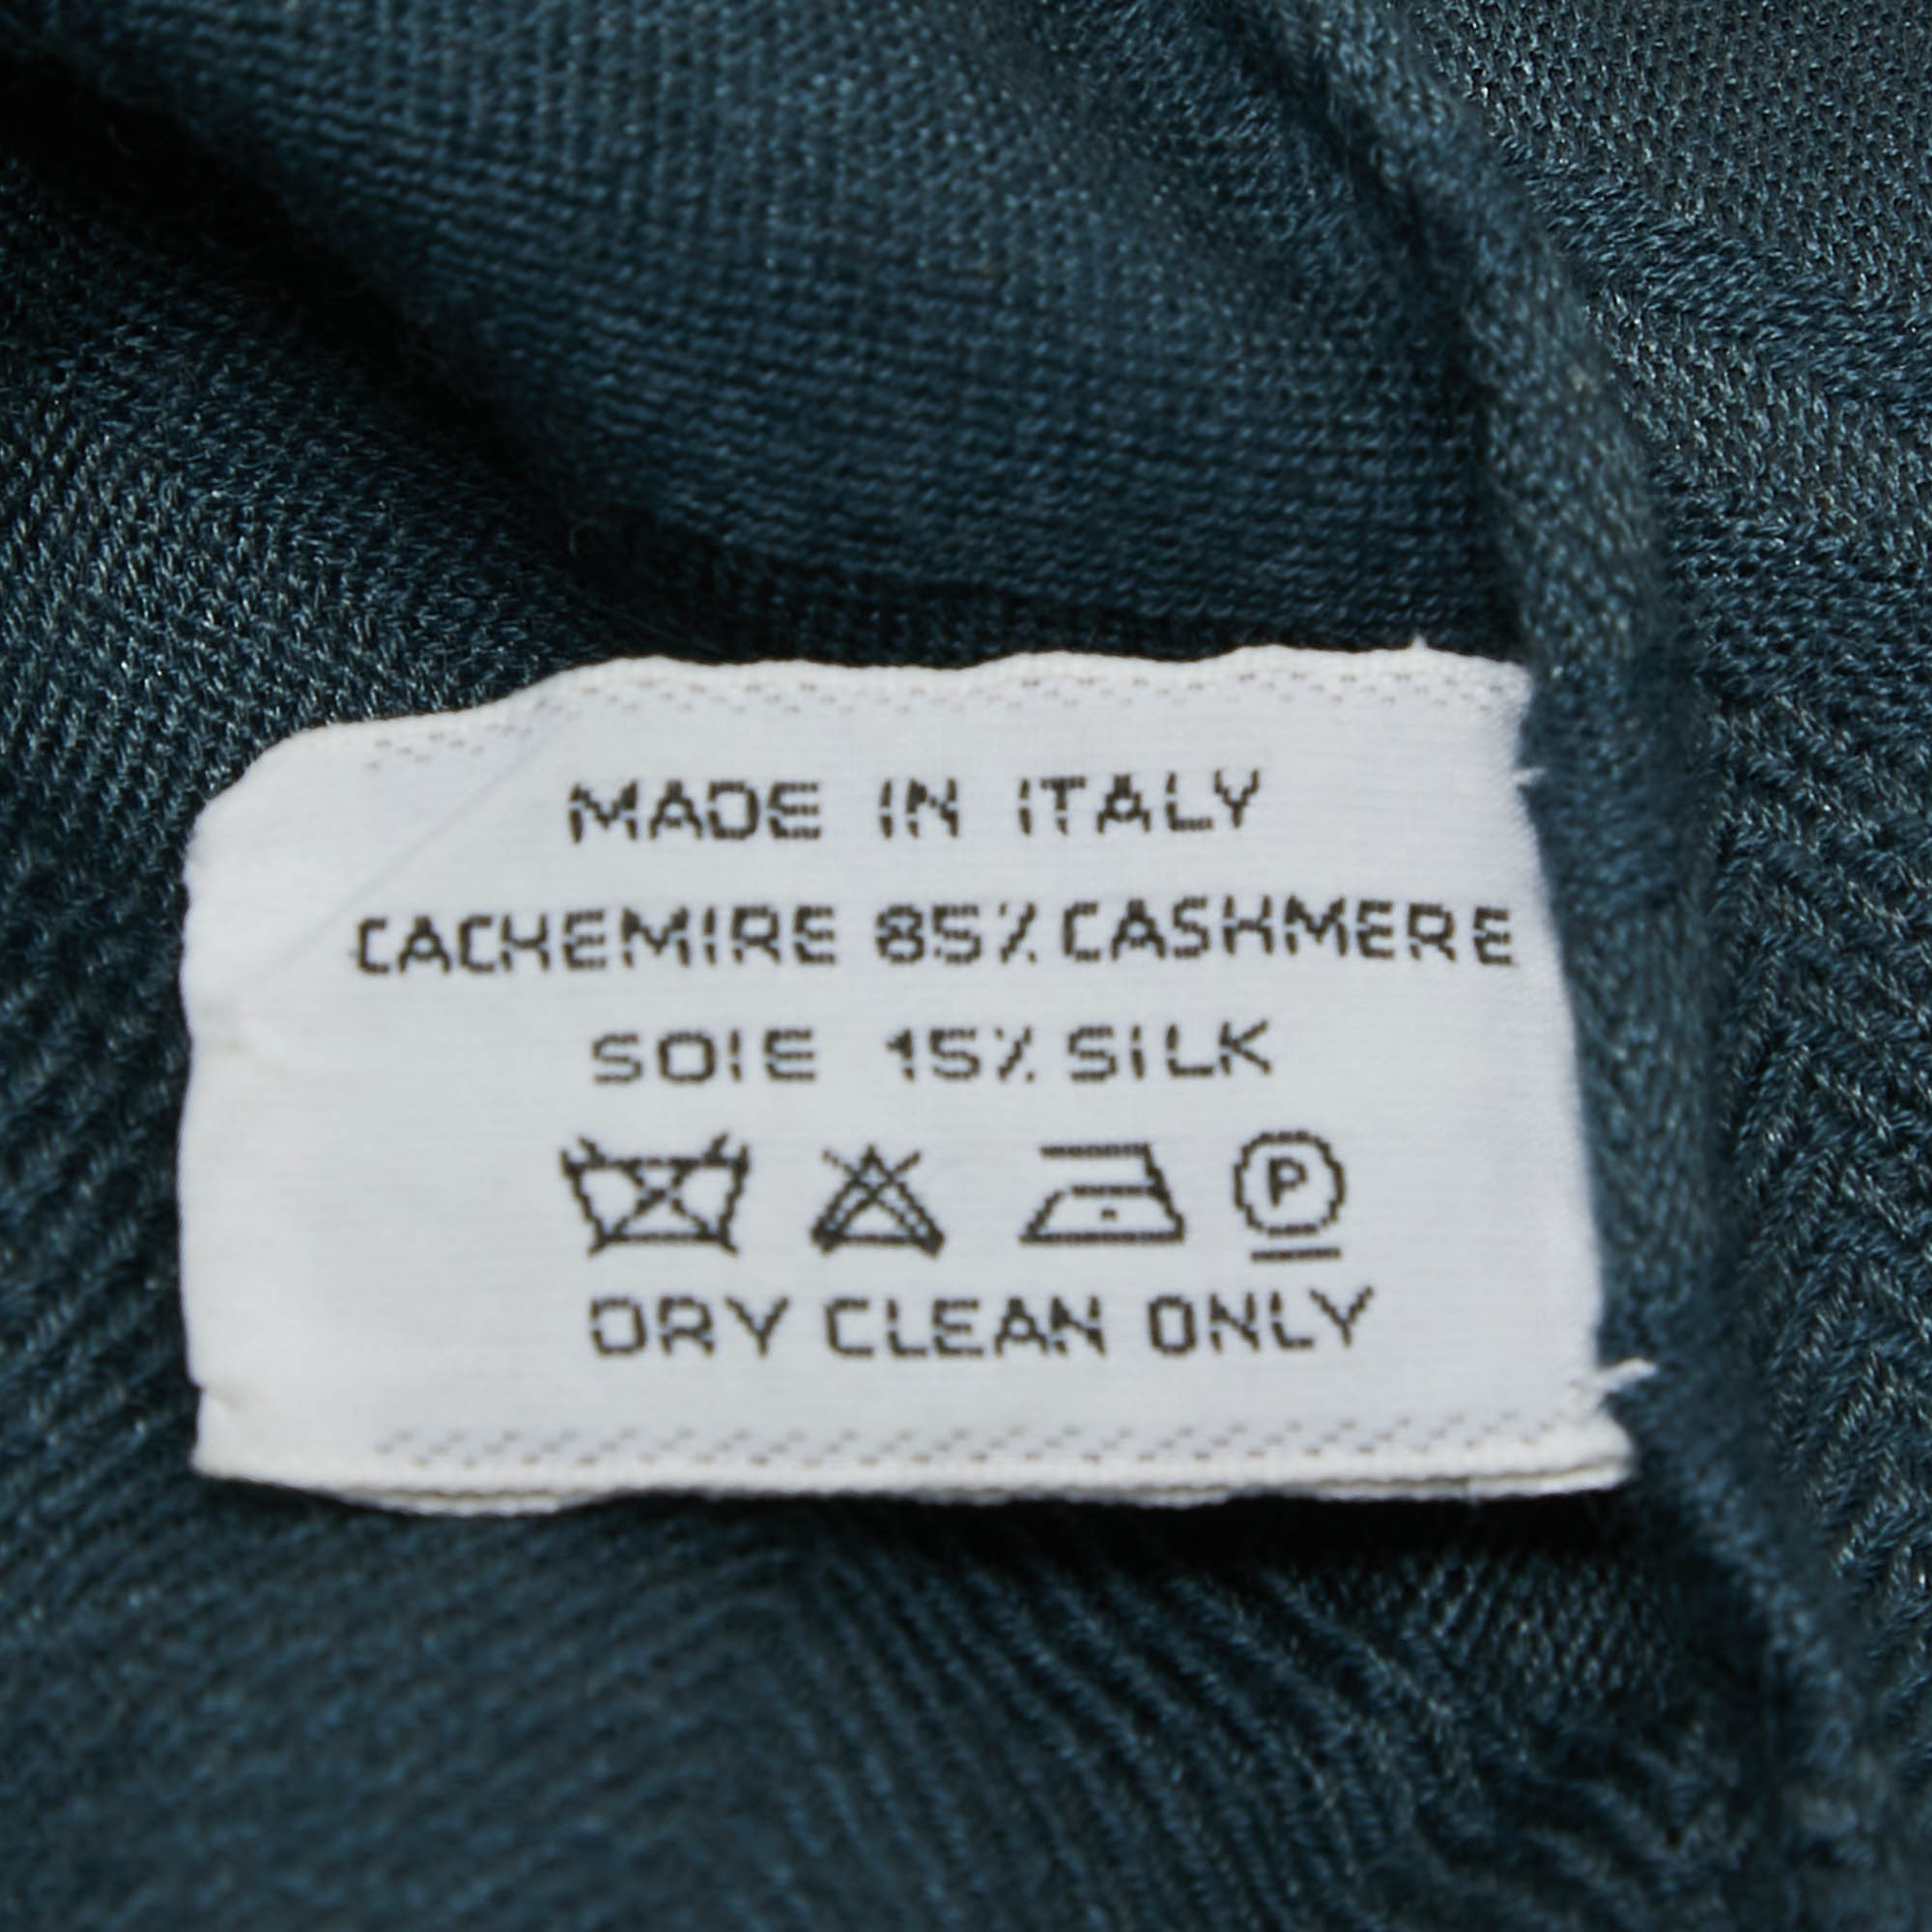 MADE IN ITALY
CACHEMIRE 85% CASHMERE
SOIE 15% SILK
P
DRY CLEAN ONLY